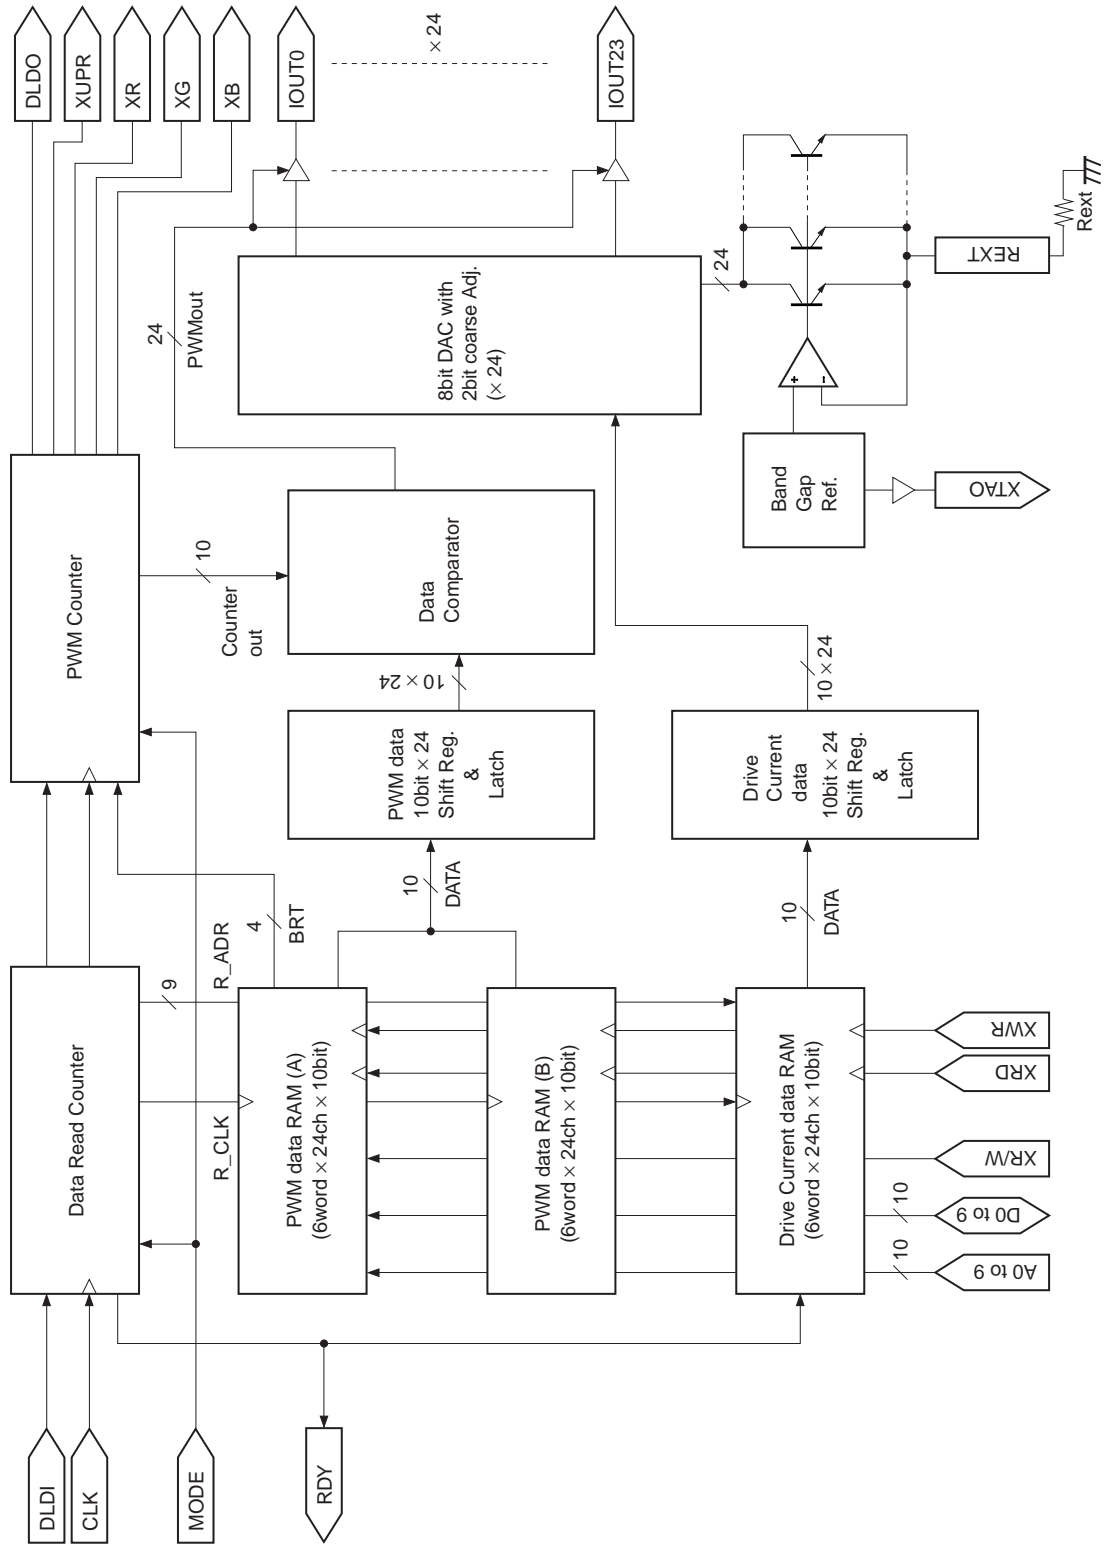 DLDI
CLK
MODE
RDY
Data Read Counter
R_CLK
9
R_ADR
4
BRT
PWM data RAM (A)
(6word × 24ch × 10bit)
PWM data RAM (B)
(6word × 24ch × 10bit)
Drive Current data RAM
(6word × 24ch × 10bit)
10
A0 to 9
10
D0 to 9
XR/W
XRD
XWR
10
DATA
10
DATA
PWM Counter
Counter
out
10
PWM data
10bit × 24
Shift Reg.
&
Latch
10 × 24
Data
Comparator
Drive
Current
data
10bit × 24
Shift Reg.
&
Latch
10 × 24
24
PWMout
8bit DAC with
2bit coarse Adj.
(× 24)
24
Band
Gap
Ref.
XTAO
+
–
REXT
Rext
DLDO
XUPR
XR
XG
XB
IOUT0
× 24
IOUT23